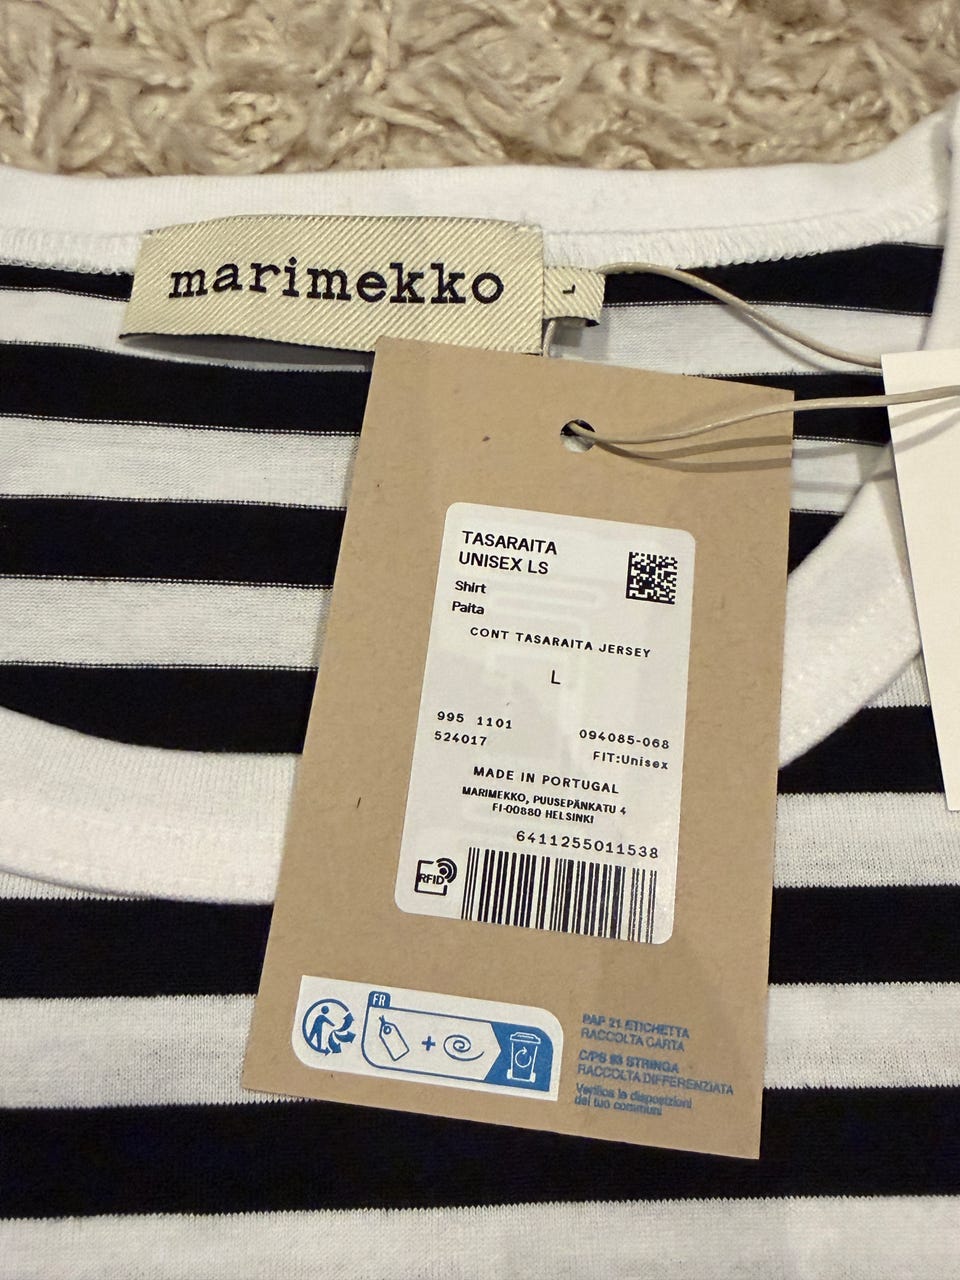 marimekko
L
TASARAITA
UNISEX LS
Shirt
Paita
CONT TASARAITA JERSEY
L
995 1101
524017
094085-068
FIT:Unisex
MADE IN PORTUGAL
MARIMEKKO, PUUSEPÄNKATU 4
FI-00880 HELSINKI
6411255011538
RFID
FR
PAP 21 ETICHETTA
RACCOLTA CARTA
C/PS 93 STRINGA
RACCOLTA DIFFERENZIATA
Verifica le disposizioni
del tuo comune